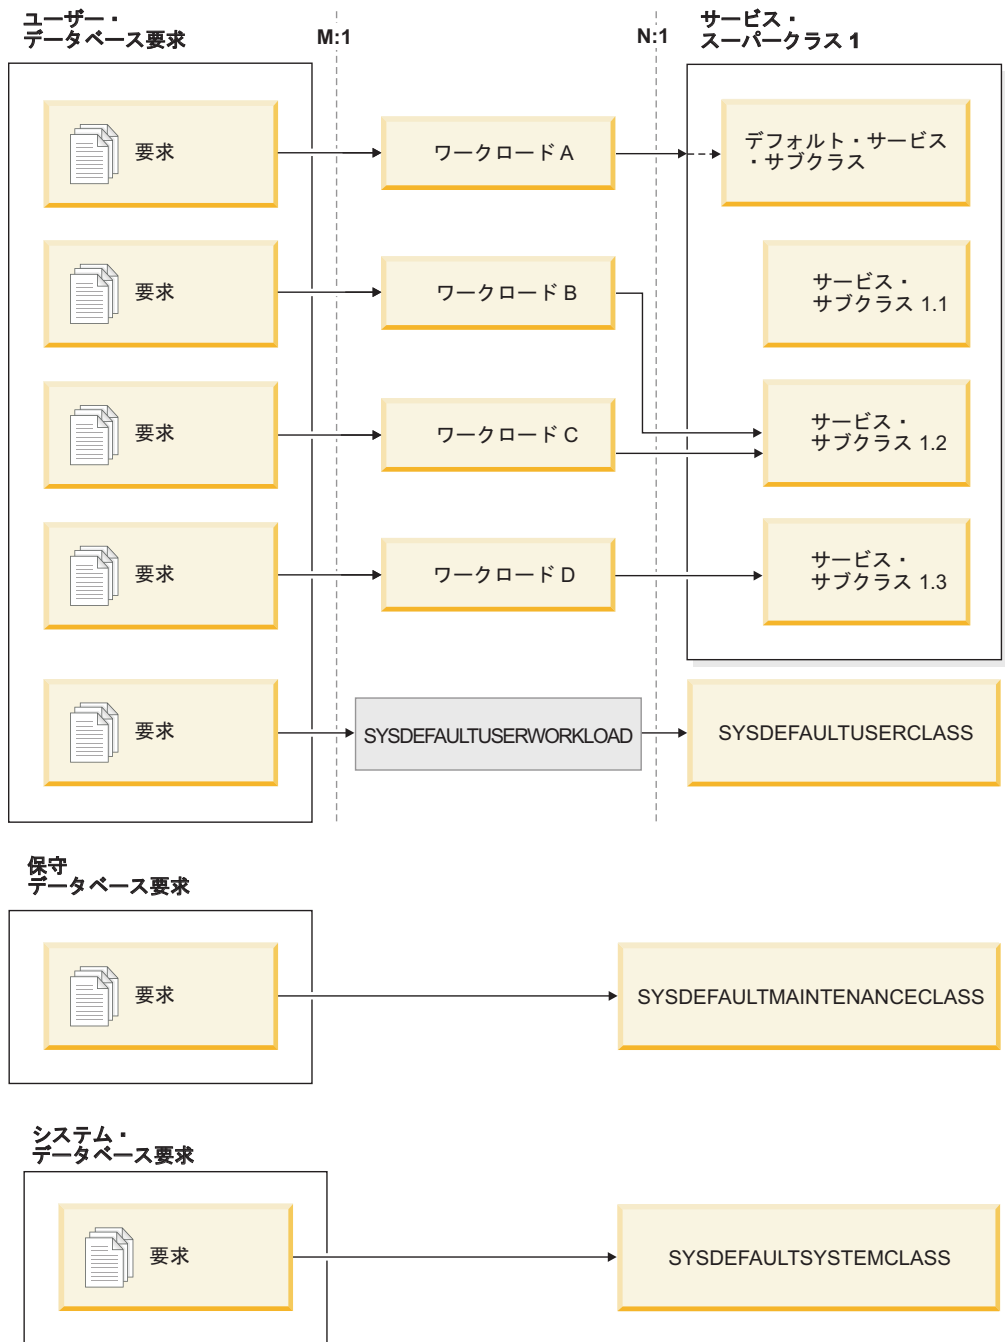 ユーザー・
データベース要求
M:1
N:1
サービス・
スーパークラス 1
要求
ワークロード A
デフォルト・サービス
・サブクラス
要求
ワークロード B
サービス・
サブクラス 1.1
要求
ワークロード C
サービス・
サブクラス 1.2
要求
ワークロード D
サービス・
サブクラス 1.3
要求
SYSDEFAULTUSERWORKLOAD
SYSDEFAULTUSERCLASS
保守
データベース要求
要求
SYSDEFAULTMAINTENANCECLASS
システム・
データベース要求
要求
SYSDEFAULTSYSTEMCLASS